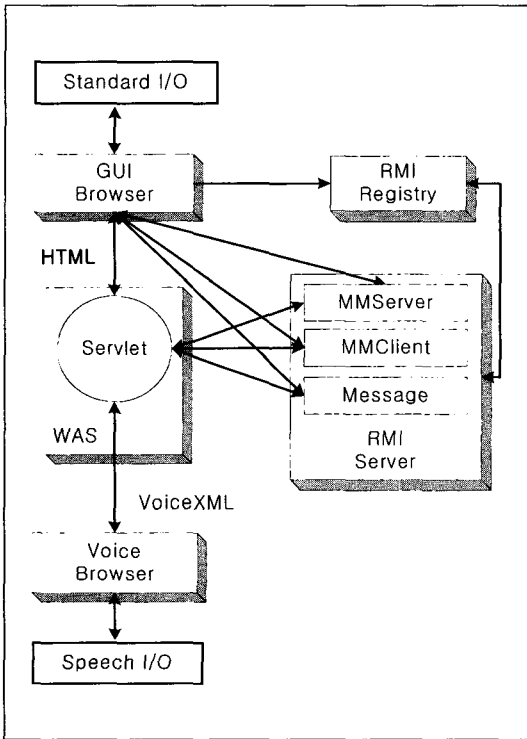 Standard I/O
GUI
Browser
RMI
Registry
HTML
MMServer
Servlet
MMClient
Message
WAS
RMI
Server
VoiceXML
Voice
Browser
Speech I/O